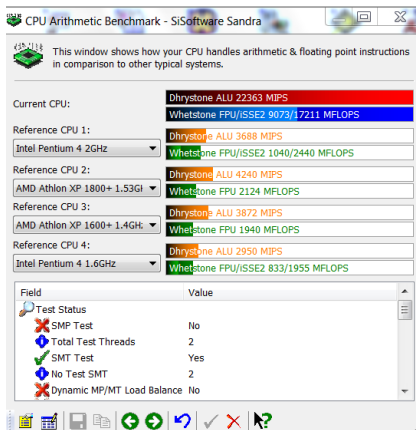 CPU Arithmetic Benchmark - SiSoftware Sandra
This window shows how your CPU handles arithmetic & floating point instructions
in comparison to other typical systems.
Current CPU:
Dhrystone ALU 22363 MIPS
Whetstone FPU/iSSE2 9073/17211 MFLOPS
Reference CPU 1:
Intel Pentium 4 2GHz
Dhrystone ALU 3688 MIPS
Whetstone FPU/iSSE2 1040/2440 MFLOPS
Reference CPU 2:
AMD Athlon XP 1800+ 1.53GH
Dhrystone ALU 4240 MIPS
Whetstone FPU 2124 MFLOPS
Reference CPU 3:
AMD Athlon XP 1600+ 1.4GHz
Dhrystone ALU 3872 MIPS
Whetstone FPU 1940 MFLOPS
Reference CPU 4:
Intel Pentium 4 1.6GHz
Dhrystone ALU 2950 MIPS
Whetstone FPU/iSSE2 833/1955 MFLOPS
Field Value
Test Status
SMP Test No
Total Test Threads 2
SMT Test Yes
No Test SMT 2
Dynamic MP/MT Load Balance No